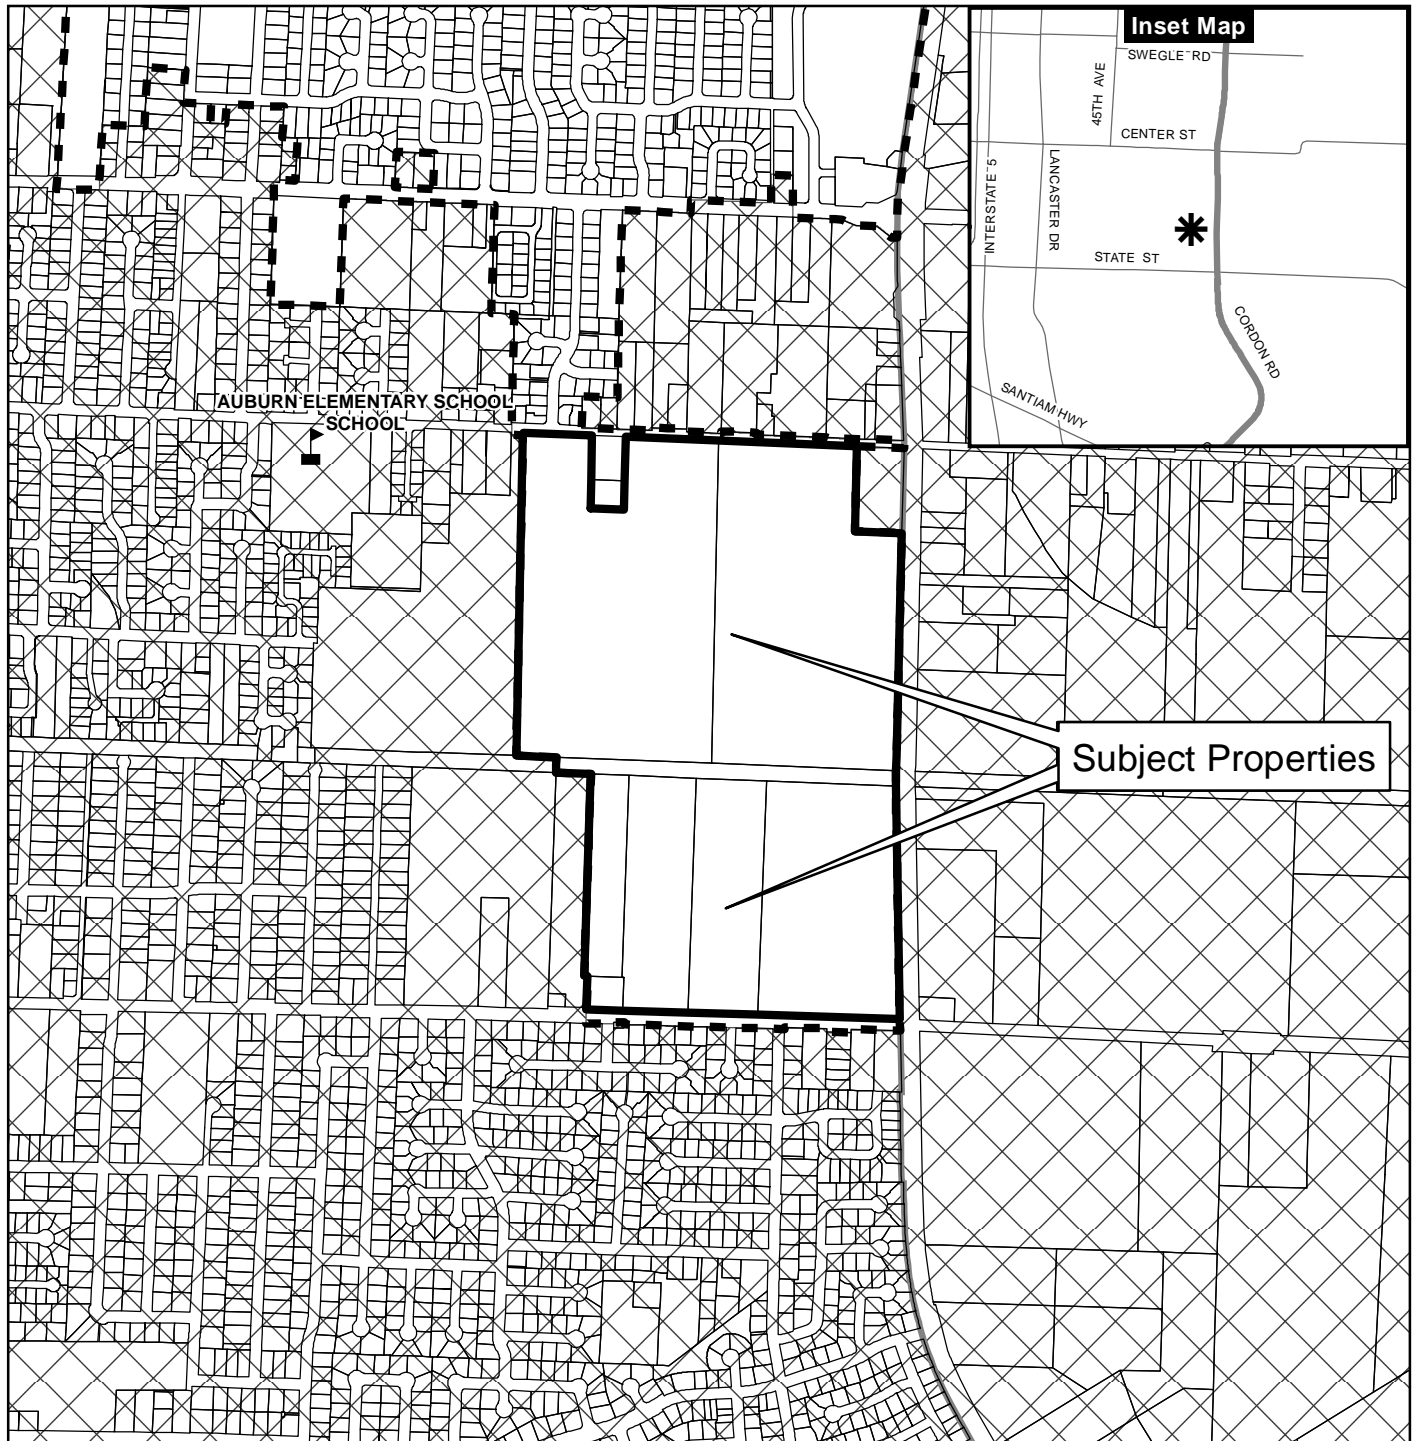 Inset Map
SWEGLE RD
45TH AVE
CENTER ST
INTERSTATE 5
LANCASTER DR
STATE ST
CORDON RD
SANTIAM HWY
AUBURN ELEMENTARY SCHOOL
SCHOOL
Subject Properties